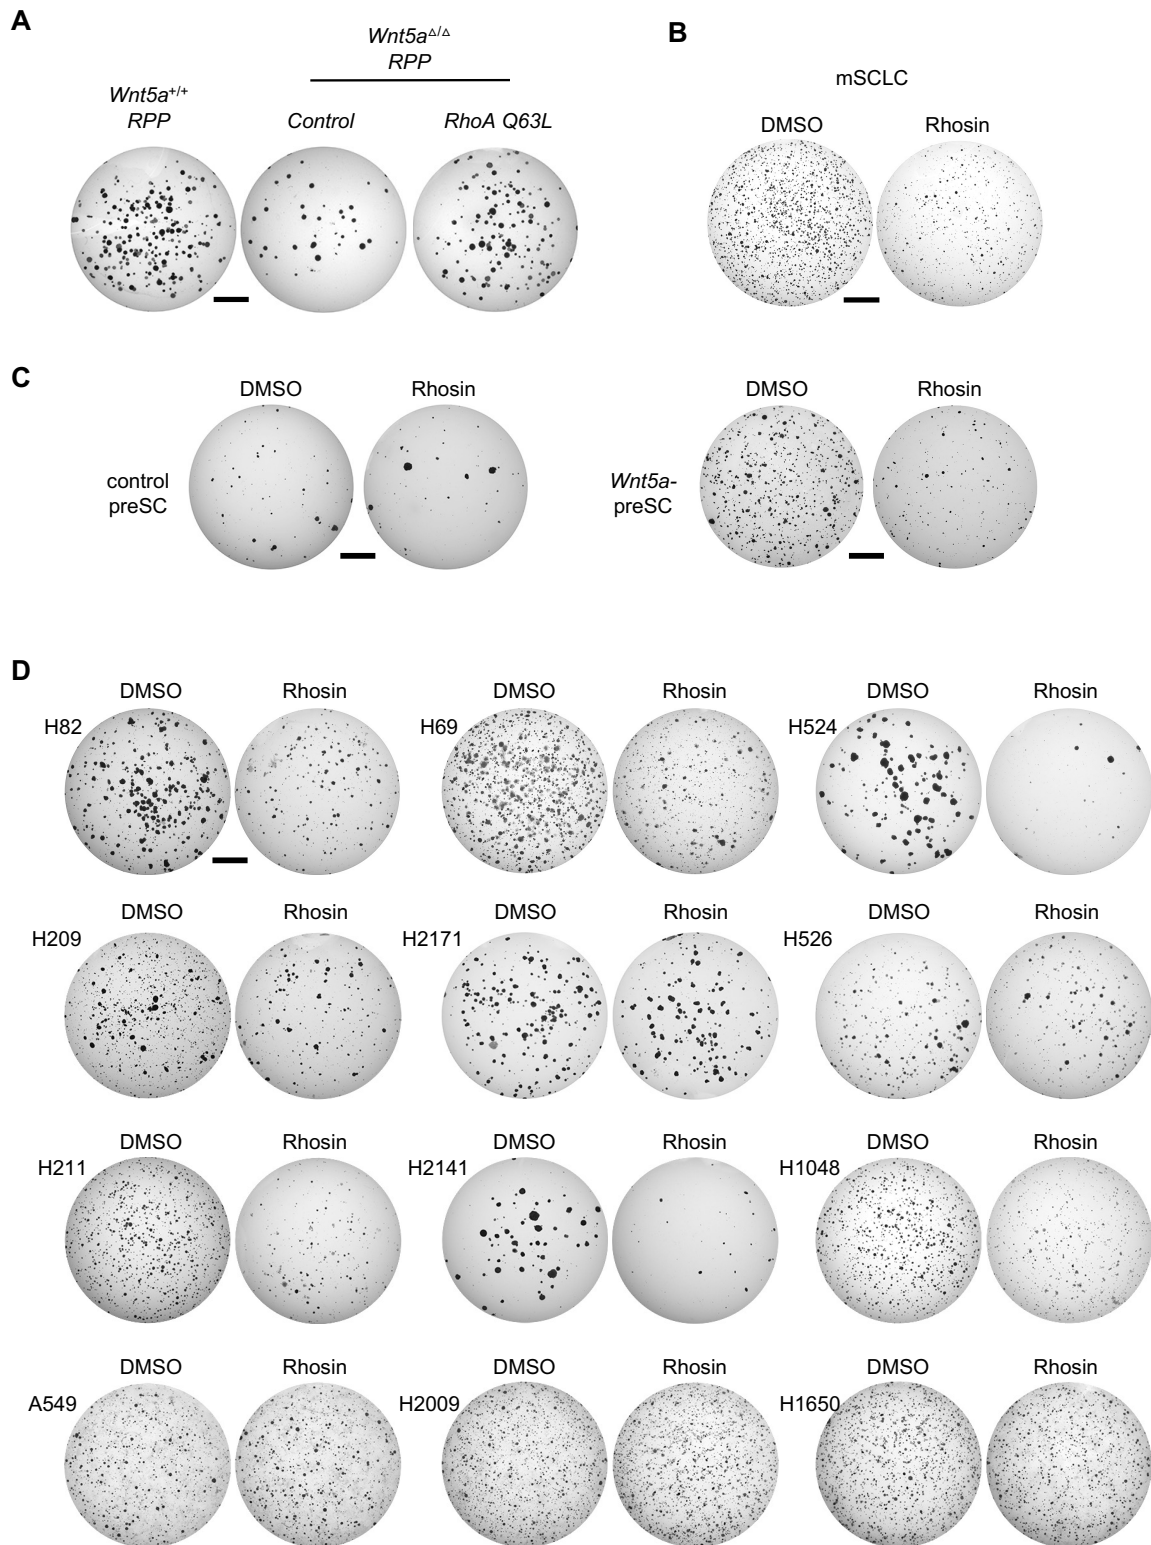 A
Wnt5a^Δ/Δ
RPP
Wnt5a^+/+
RPP
Control
RhoA Q63L
B
mSCLC
DMSO
Rhosin
C
DMSO
Rhosin
control
preSC
DMSO
Rhosin
Wnt5a-
preSC
D
DMSO
Rhosin
H82
DMSO
Rhosin
H69
DMSO
Rhosin
H524
DMSO
Rhosin
H209
DMSO
Rhosin
H2171
DMSO
Rhosin
H526
DMSO
Rhosin
H211
DMSO
Rhosin
H2141
DMSO
Rhosin
H1048
DMSO
Rhosin
A549
DMSO
Rhosin
H2009
DMSO
Rhosin
H1650